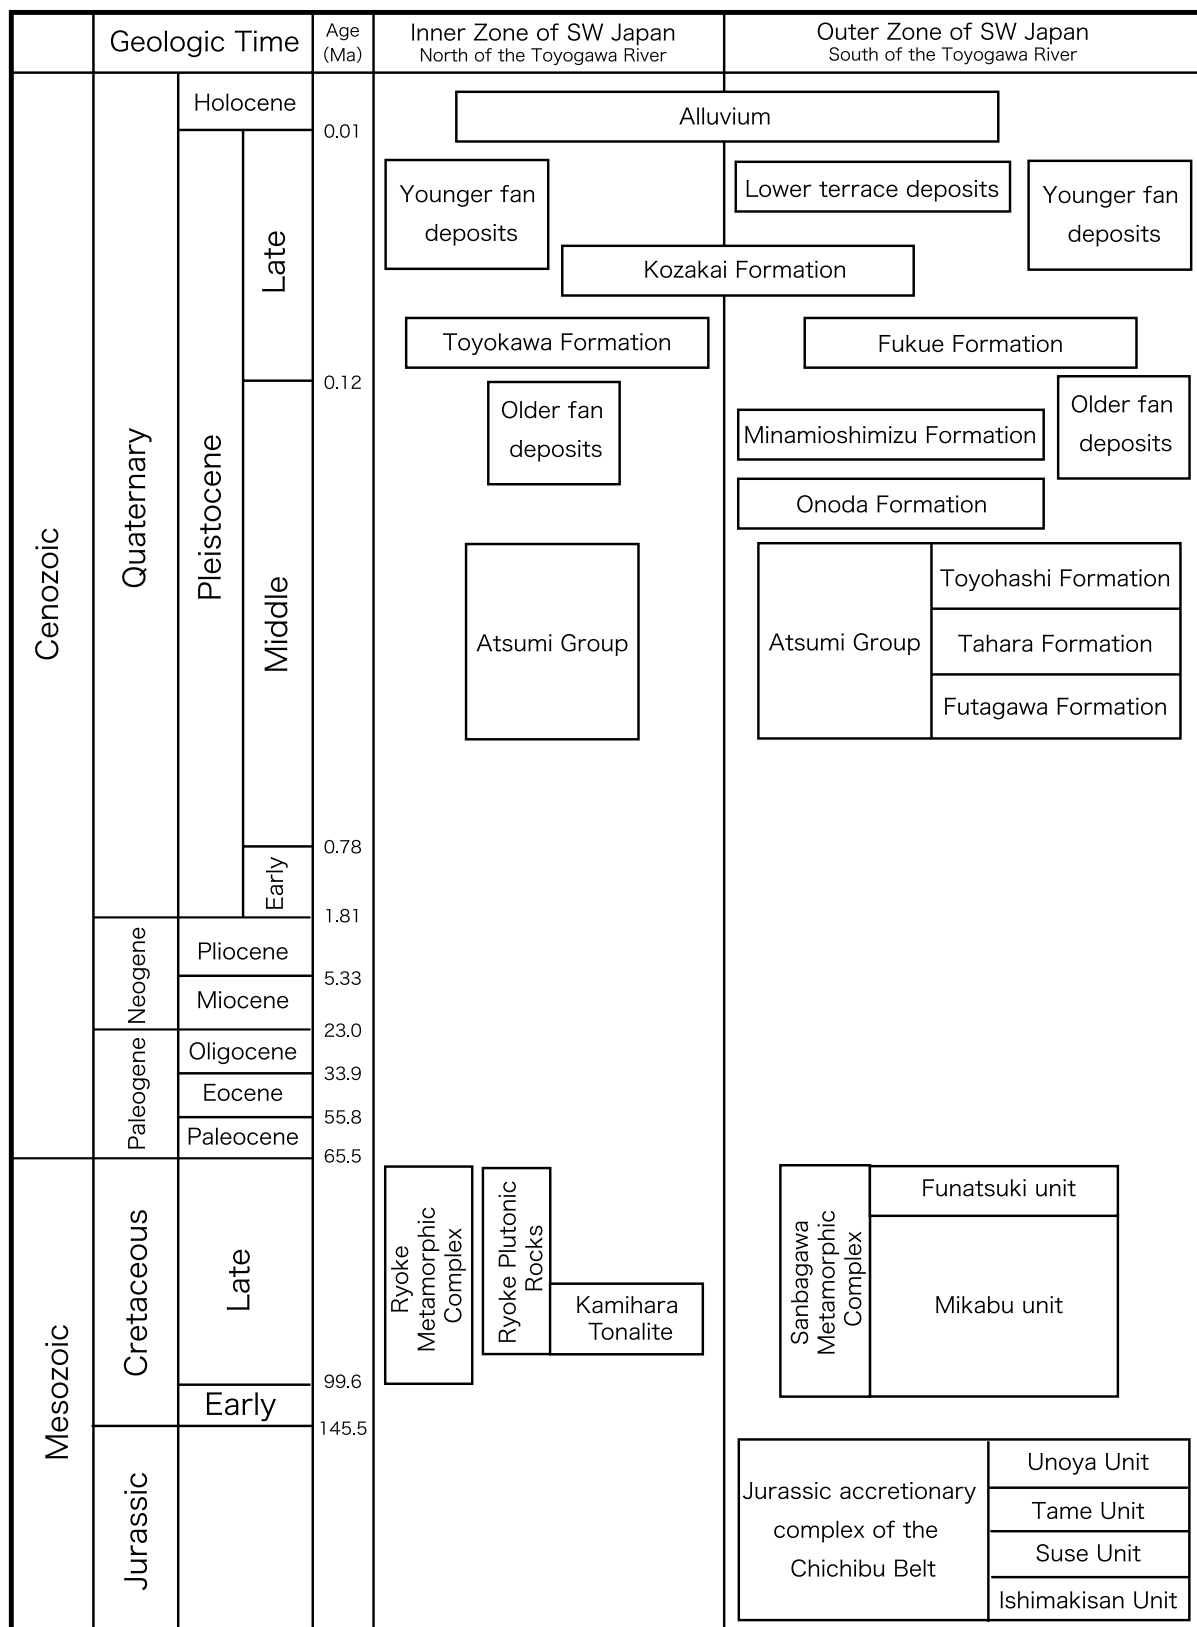 Geologic Time
Age
(Ma)
Inner Zone of SW Japan
North of the Toyogawa River
Outer Zone of SW Japan
South of the Toyogawa River
Cenozoic
Quaternary
Holocene
0.01
Alluvium
Pleistocene
Late
Younger fan
deposits
Lower terrace deposits
Younger fan
deposits
Kozakai Formation
Toyokawa Formation
Fukue Formation
0.12
Middle
Older fan
deposits
Minamioshimizu Formation
Older fan
deposits
Onoda Formation
Atsumi Group
Atsumi Group
Toyohashi Formation
Tahara Formation
Futagawa Formation
0.78
Early
1.81
Neogene
Pliocene
5.33
Miocene
23.0
Paleogene
Oligocene
33.9
Eocene
55.8
Paleocene
65.5
Mesozoic
Cretaceous
Late
Ryoke
Metamorphic
Complex
Ryoke Plutonic
Rocks
Kamihara
Tonalite
Sanbagawa
Metamorphic
Complex
Funatsuki unit
Mikabu unit
99.6
Early
145.5
Jurassic
Jurassic accretionary
complex of the
Chichibu Belt
Unoya Unit
Tame Unit
Suse Unit
Ishimakisan Unit